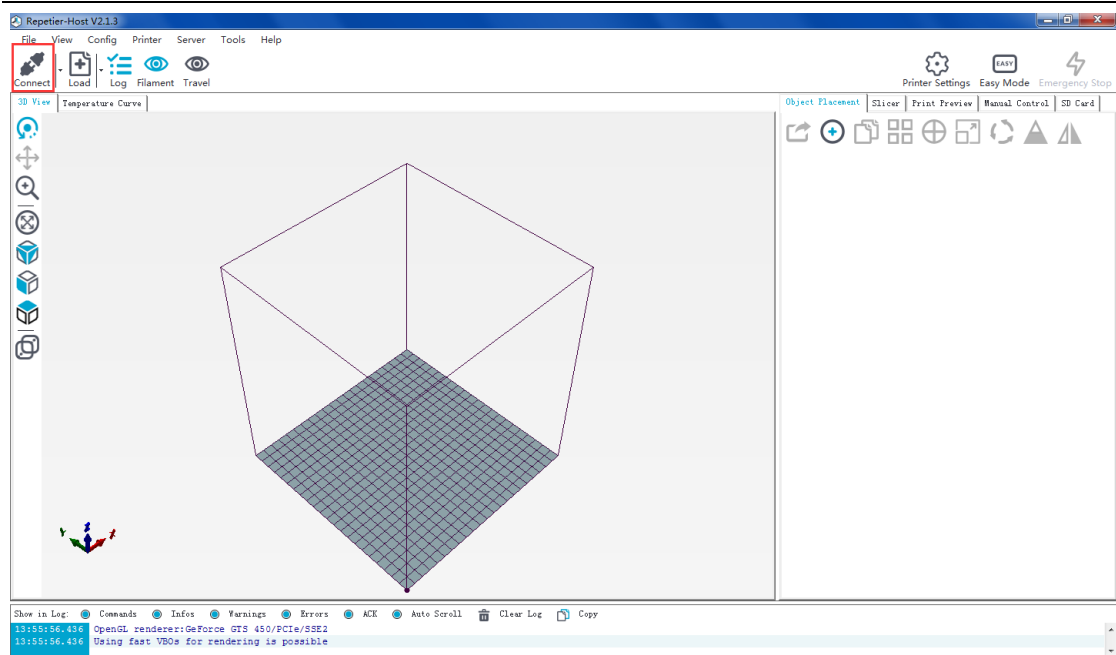 Repetier-Host V2.1.3
File View Config Printer Server Tools Help
Connect Load Log Filament Travel
EASY
Printer Settings Easy Mode Emergency Stop
3D View Temperature Curve
Object Placement Slicer Print Preview Manual Control SD Card
Y Z X
Show in Log: Commands Infos Warnings Errors ACK Auto Scroll Clear Log Copy
13:55:56.436 OpenGL renderer:GeForce GTS 450/PCIe/SSE2
13:55:56.436 Using fast VBOs for rendering is possible